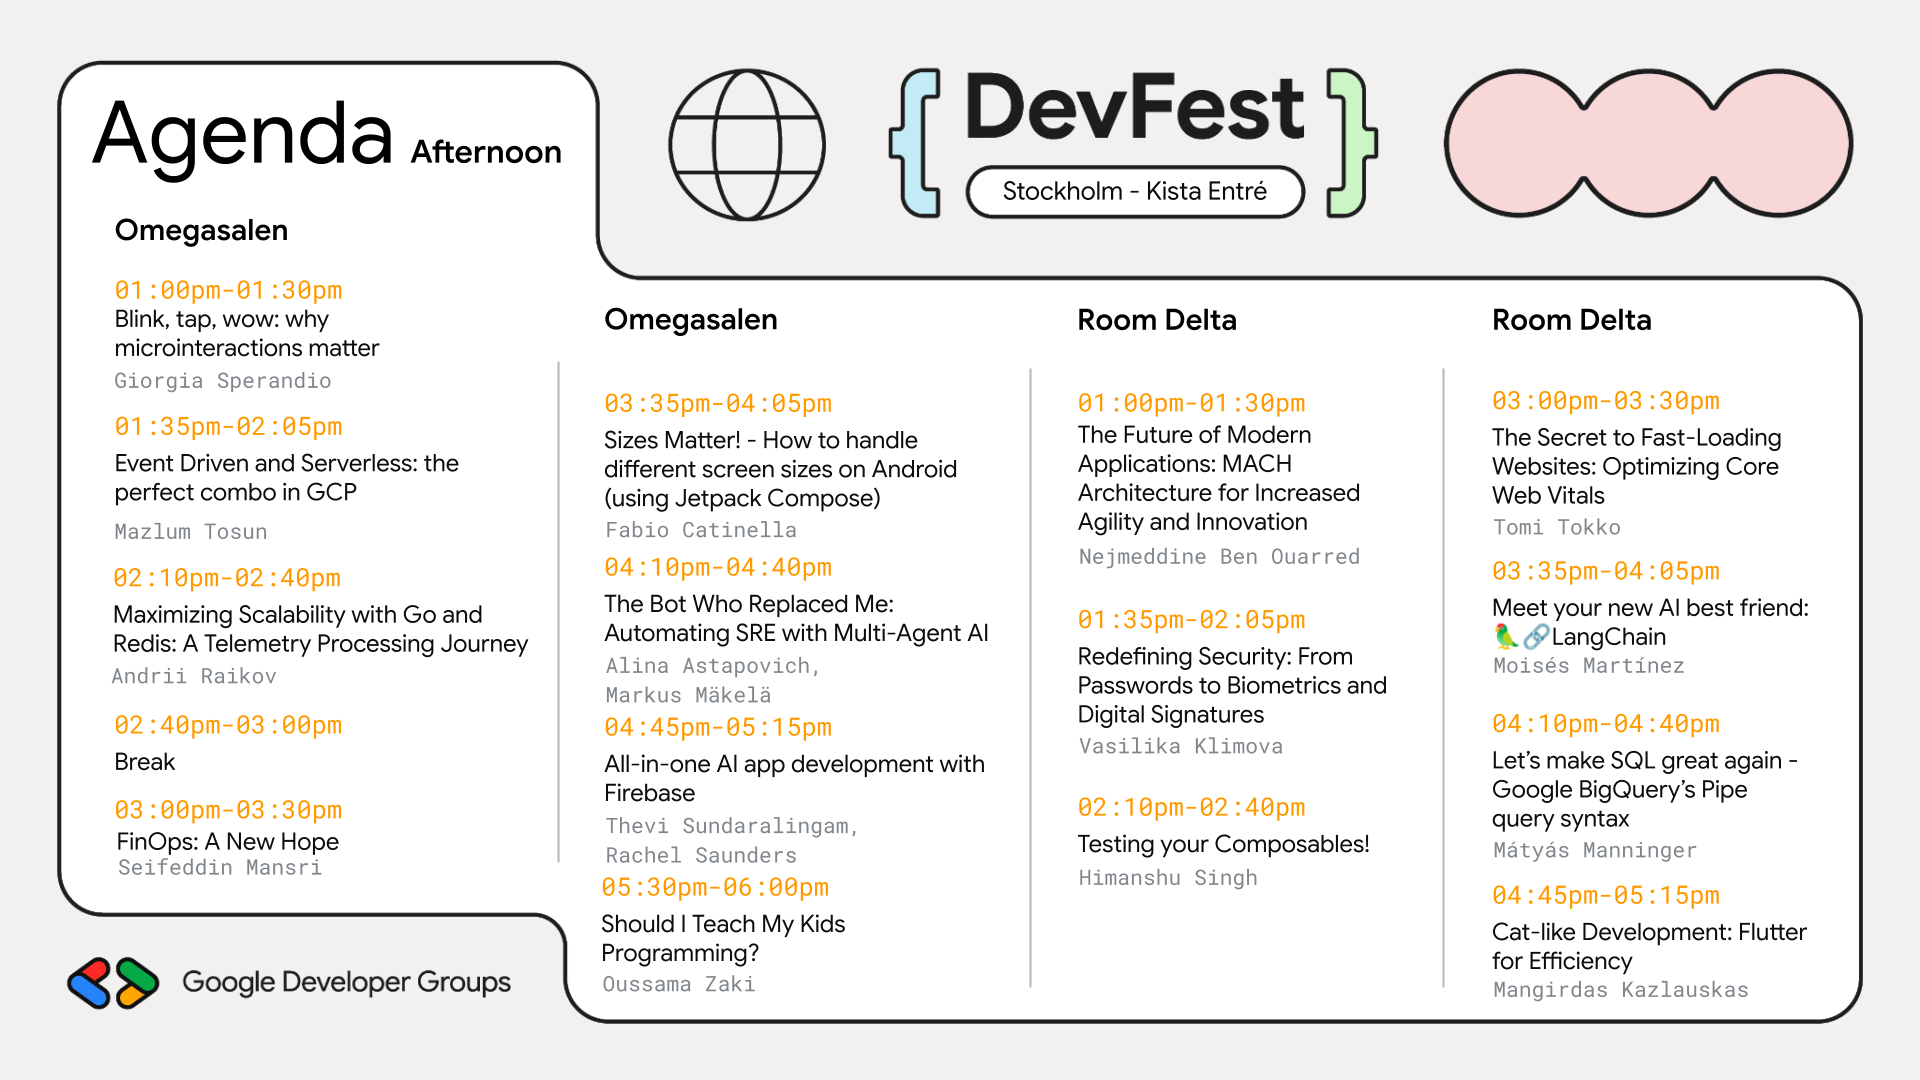 Agenda Afternoon
DevFest
Stockholm - Kista Entré
Omegasalen
01:00pm-01:30pm
Blink, tap, wow: why
microinteractions matter
Giorgia Sperandio
01:35pm-02:05pm
Event Driven and Serverless: the
perfect combo in GCP
Mazlum Tosun
02:10pm-02:40pm
Maximizing Scalability with Go and
Redis: A Telemetry Processing Journey
Andrii Raikov
02:40pm-03:00pm
Break
03:00pm-03:30pm
FinOps: A New Hope
Seifeddin Mansri
Omegasalen
03:35pm-04:05pm
Sizes Matter! - How to handle
different screen sizes on Android
(using Jetpack Compose)
Fabio Catinella
04:10pm-04:40pm
The Bot Who Replaced Me:
Automating SRE with Multi-Agent AI
Alina Astapovich,
Markus Mäkelä
04:45pm-05:15pm
All-in-one AI app development with
Firebase
Thevi Sundaralingam,
Rachel Saunders
05:30pm-06:00pm
Should I Teach My Kids
Programming?
Oussama Zaki
Room Delta
01:00pm-01:30pm
The Future of Modern
Applications: MACH
Architecture for Increased
Agility and Innovation
Nejmeddine Ben Ouarred
01:35pm-02:05pm
Redefining Security: From
Passwords to Biometrics and
Digital Signatures
Vasilika Klimova
02:10pm-02:40pm
Testing your Composables!
Himanshu Singh
Room Delta
03:00pm-03:30pm
The Secret to Fast-Loading
Websites: Optimizing Core
Web Vitals
Tomi Tokko
03:35pm-04:05pm
Meet your new AI best friend:
🦜🔗LangChain
Moisés Martínez
04:10pm-04:40pm
Let’s make SQL great again -
Google BigQuery’s Pipe
query syntax
Mátyás Manninger
04:45pm-05:15pm
Cat-like Development: Flutter
for Efficiency
Mangirdas Kazlauskas
Google Developer Groups